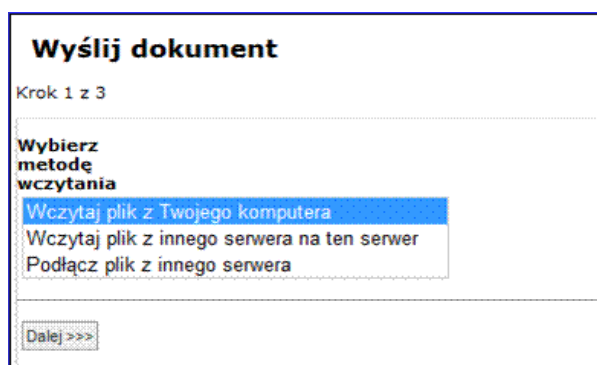 Wyślij dokument
Krok 1 z 3
Wybierz
metodę
wczytania
Wczytaj plik z Twojego komputera
Wczytaj plik z innego serwera na ten serwer
Podłącz plik z innego serwera
Dalej >>>